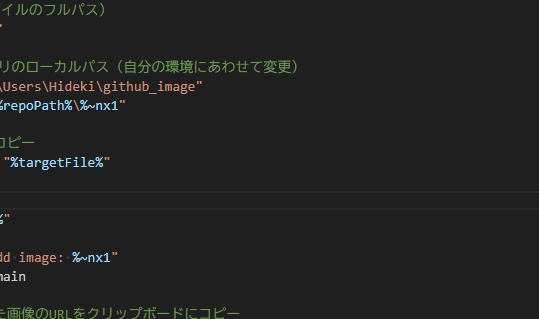 イルのフルパス）
"
リのローカルパス（自分の環境にあわせて変更）
\Users\Hideki\github_image"
%repoPath%\%~nx1"
コピー
"%targetFile%"
%"
dd image: %~nx1"
main
た画像のURLをクリップボードにコピー